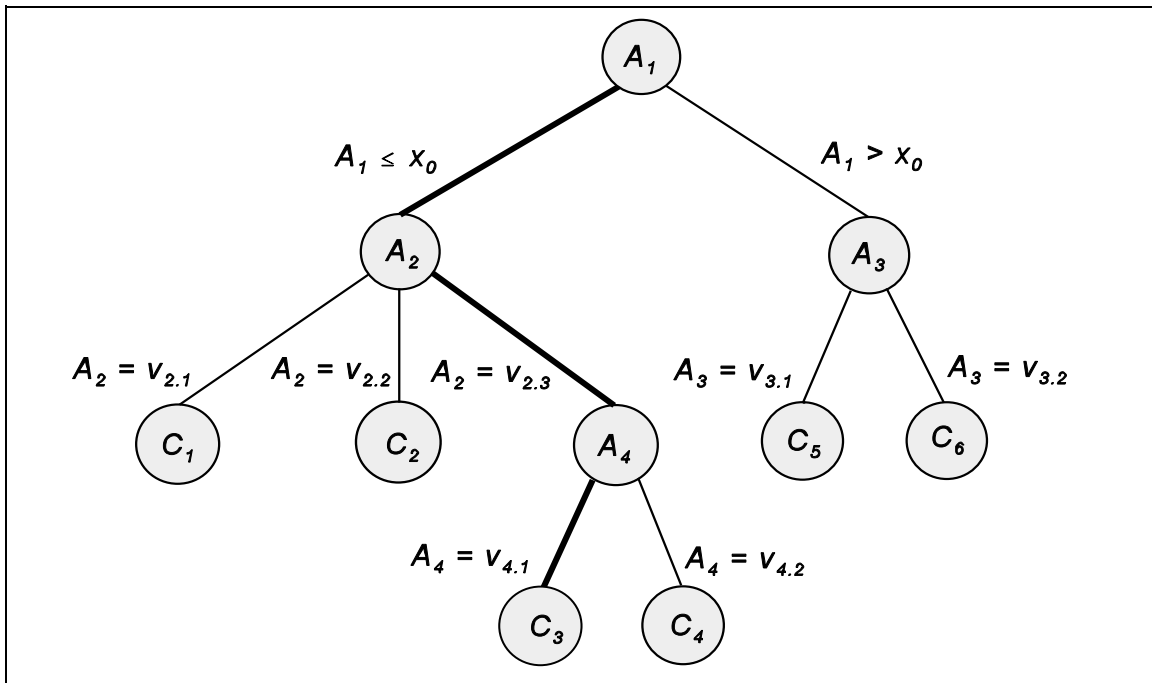 A₁
A₁ ≤ x₀
A₁ > x₀
A₂
A₃
A₂ = v₂.₁
A₂ = v₂.₂
A₂ = v₂.₃
A₃ = v₃.₁
A₃ = v₃.₂
C₁
C₂
A₄
C₅
C₆
A₄ = v₄.₁
A₄ = v₄.₂
C₃
C₄